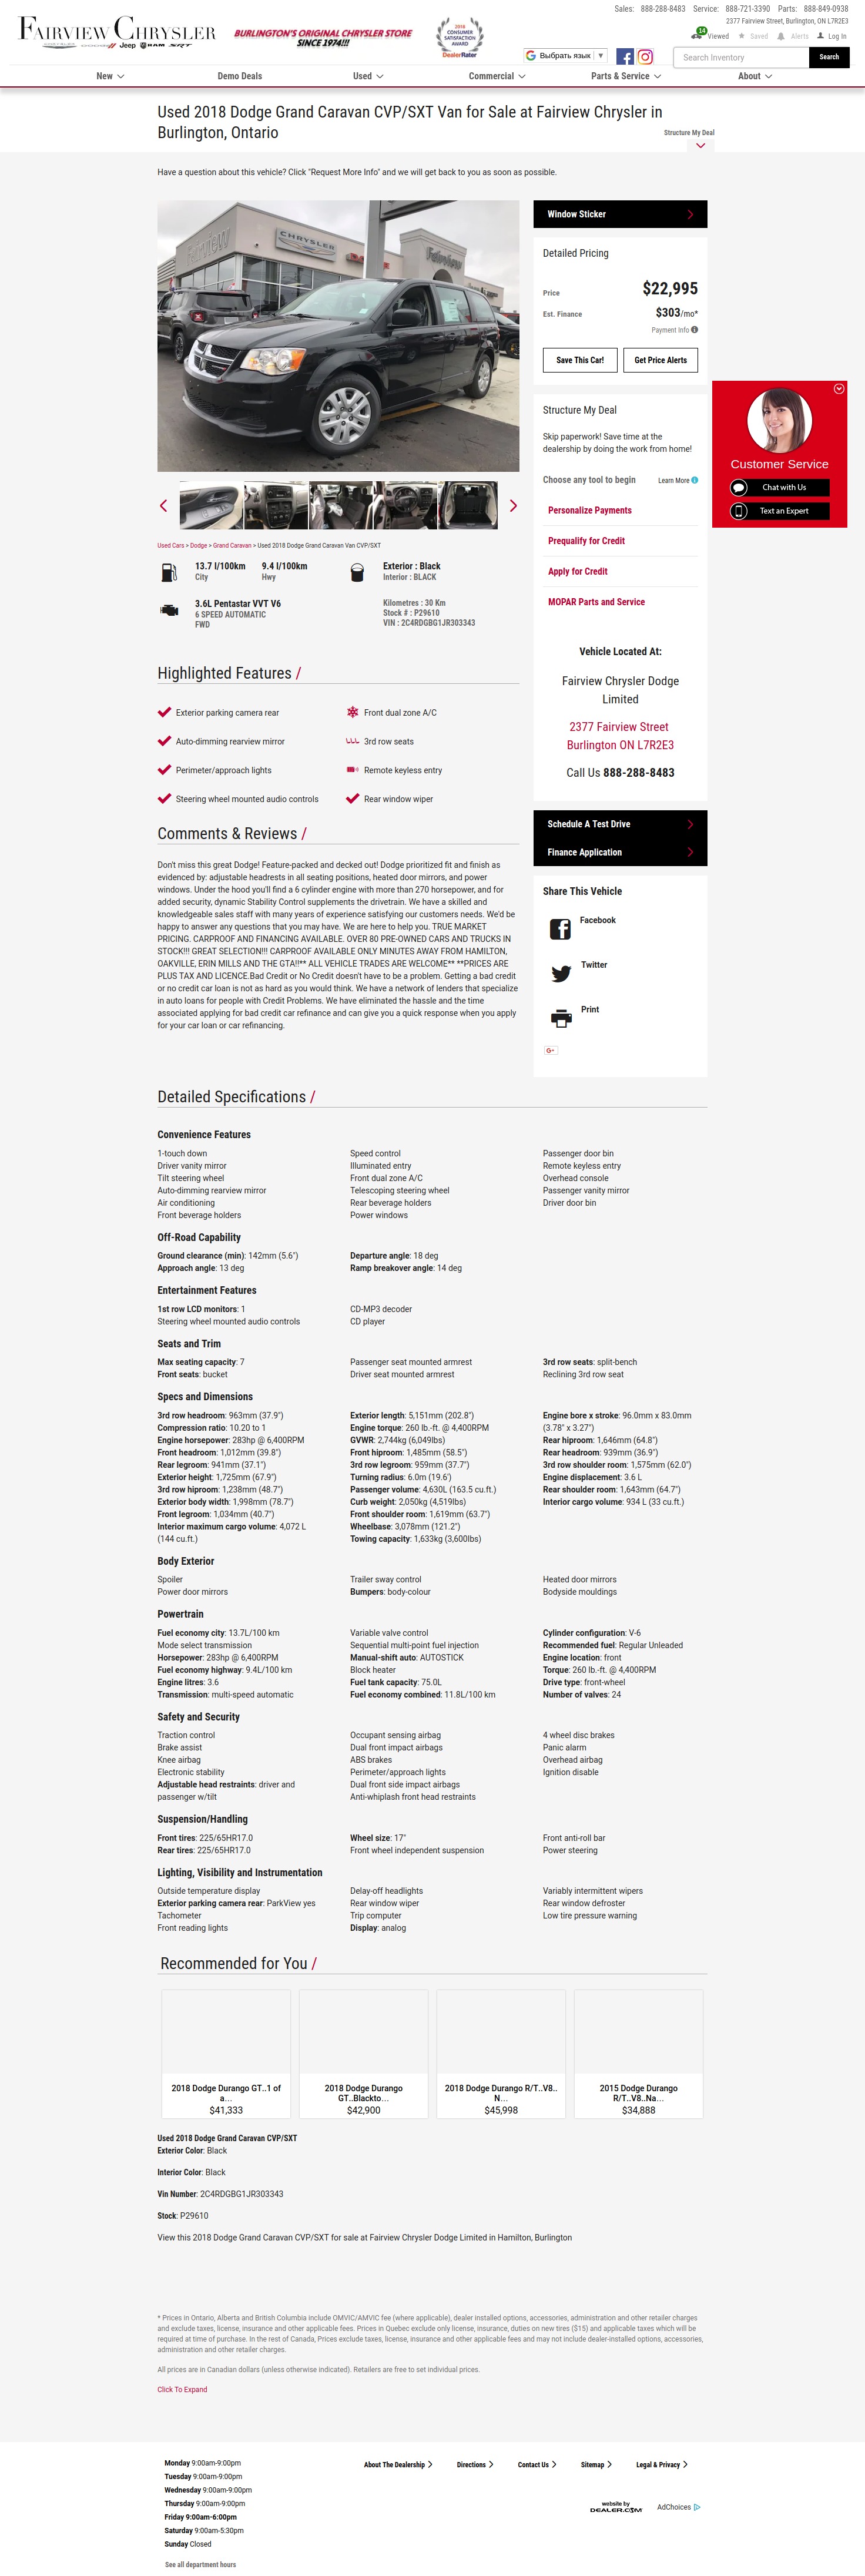 Sales: 888-288-8483 Service: 888-721-3390 Parts: 888-849-0938
2377 Fairview Street, Burlington, ON L7R2E3
FAIRVIEW CHRYSLER
CHRYSLER DODGE Jeep RAM SRT
BURLINGTON'S ORIGINAL CHRYSLER STORE
SINCE 1974!!!
2018
CONSUMER
SATISFACTION
AWARD
DealerRater
14
Viewed
Saved
Alerts
Log In
Выбрать язык ▼
Search Inventory
Search
New
Demo Deals
Used
Commercial
Parts & Service
About
Used 2018 Dodge Grand Caravan CVP/SXT Van for Sale at Fairview Chrysler in
Burlington, Ontario
Structure My Deal
Have a question about this vehicle? Click "Request More Info" and we will get back to you as soon as possible.
Fairview
CHRYSLER
Fairview
Window Sticker
Detailed Pricing
Price $22,995
Est. Finance $303/mo*
Payment Info
Save This Car!
Get Price Alerts
Structure My Deal
Skip paperwork! Save time at the
dealership by doing the work from home!
Choose any tool to begin
Learn More
Personalize Payments
Prequalify for Credit
Apply for Credit
MOPAR Parts and Service
Vehicle Located At:
Fairview Chrysler Dodge
Limited
2377 Fairview Street
Burlington ON L7R2E3
Call Us 888-288-8483
Schedule A Test Drive
Finance Application
Share This Vehicle
Facebook
Twitter
Print
G+
Customer Service
Chat with Us
Text an Expert
Used Cars > Dodge > Grand Caravan > Used 2018 Dodge Grand Caravan Van CVP/SXT
13.7 l/100km
City
9.4 l/100km
Hwy
Exterior : Black
Interior : BLACK
3.6L Pentastar VVT V6
6 SPEED AUTOMATIC
FWD
Kilometres : 30 Km
Stock # : P29610
VIN : 2C4RDGBG1JR303343
Highlighted Features /
Exterior parking camera rear
Front dual zone A/C
Auto-dimming rearview mirror
3rd row seats
Perimeter/approach lights
Remote keyless entry
Steering wheel mounted audio controls
Rear window wiper
Comments & Reviews /
Don't miss this great Dodge! Feature-packed and decked out! Dodge prioritized fit and finish as
evidenced by: adjustable headrests in all seating positions, heated door mirrors, and power
windows. Under the hood you'll find a 6 cylinder engine with more than 270 horsepower, and for
added security, dynamic Stability Control supplements the drivetrain. We have a skilled and
knowledgeable sales staff with many years of experience satisfying our customers needs. We'd be
happy to answer any questions that you may have. We are here to help you. TRUE MARKET
PRICING. CARPROOF AND FINANCING AVAILABLE. OVER 80 PRE-OWNED CARS AND TRUCKS IN
STOCK!!! GREAT SELECTION!!! CARPROOF AVAILABLE ONLY MINUTES AWAY FROM HAMILTON,
OAKVILLE, ERIN MILLS AND THE GTA!!** ALL VEHICLE TRADES ARE WELCOME** **PRICES ARE
PLUS TAX AND LICENCE.Bad Credit or No Credit doesn't have to be a problem. Getting a bad credit
or no credit car loan is not as hard as you would think. We have a network of lenders that specialize
in auto loans for people with Credit Problems. We have eliminated the hassle and the time
associated applying for bad credit car refinance and can give you a quick response when you apply
for your car loan or car refinancing.
Detailed Specifications /
Convenience Features
1-touch down
Driver vanity mirror
Tilt steering wheel
Auto-dimming rearview mirror
Air conditioning
Front beverage holders
Speed control
Illuminated entry
Front dual zone A/C
Telescoping steering wheel
Rear beverage holders
Power windows
Passenger door bin
Remote keyless entry
Overhead console
Passenger vanity mirror
Driver door bin
Off-Road Capability
Ground clearance (min): 142mm (5.6")
Approach angle: 13 deg
Departure angle: 18 deg
Ramp breakover angle: 14 deg
Entertainment Features
1st row LCD monitors: 1
Steering wheel mounted audio controls
CD-MP3 decoder
CD player
Seats and Trim
Max seating capacity: 7
Front seats: bucket
Passenger seat mounted armrest
Driver seat mounted armrest
3rd row seats: split-bench
Reclining 3rd row seat
Specs and Dimensions
3rd row headroom: 963mm (37.9")
Compression ratio: 10.20 to 1
Engine horsepower: 283hp @ 6,400RPM
Front headroom: 1,012mm (39.8")
Rear legroom: 941mm (37.1")
Exterior height: 1,725mm (67.9")
3rd row hiproom: 1,238mm (48.7")
Exterior body width: 1,998mm (78.7")
Front legroom: 1,034mm (40.7")
Interior maximum cargo volume: 4,072 L
(144 cu.ft.)
Exterior length: 5,151mm (202.8")
Engine torque: 260 lb.-ft. @ 4,400RPM
GVWR: 2,744kg (6,049lbs)
Front hiproom: 1,485mm (58.5")
3rd row legroom: 959mm (37.7")
Turning radius: 6.0m (19.6')
Passenger volume: 4,630L (163.5 cu.ft.)
Curb weight: 2,050kg (4,519lbs)
Front shoulder room: 1,619mm (63.7")
Wheelbase: 3,078mm (121.2")
Towing capacity: 1,633kg (3,600lbs)
Engine bore x stroke: 96.0mm x 83.0mm
(3.78" x 3.27")
Rear hiproom: 1,646mm (64.8")
Rear headroom: 939mm (36.9")
3rd row shoulder room: 1,575mm (62.0")
Engine displacement: 3.6 L
Rear shoulder room: 1,643mm (64.7")
Interior cargo volume: 934 L (33 cu.ft.)
Body Exterior
Spoiler
Power door mirrors
Trailer sway control
Bumpers: body-colour
Heated door mirrors
Bodyside mouldings
Powertrain
Fuel economy city: 13.7L/100 km
Mode select transmission
Horsepower: 283hp @ 6,400RPM
Fuel economy highway: 9.4L/100 km
Engine litres: 3.6
Transmission: multi-speed automatic
Variable valve control
Sequential multi-point fuel injection
Manual-shift auto: AUTOSTICK
Block heater
Fuel tank capacity: 75.0L
Fuel economy combined: 11.8L/100 km
Cylinder configuration: V-6
Recommended fuel: Regular Unleaded
Engine location: front
Torque: 260 lb.-ft. @ 4,400RPM
Drive type: front-wheel
Number of valves: 24
Safety and Security
Traction control
Brake assist
Knee airbag
Electronic stability
Adjustable head restraints: driver and
passenger w/tilt
Occupant sensing airbag
Dual front impact airbags
ABS brakes
Perimeter/approach lights
Dual front side impact airbags
Anti-whiplash front head restraints
4 wheel disc brakes
Panic alarm
Overhead airbag
Ignition disable
Suspension/Handling
Front tires: 225/65HR17.0
Rear tires: 225/65HR17.0
Wheel size: 17"
Front wheel independent suspension
Front anti-roll bar
Power steering
Lighting, Visibility and Instrumentation
Outside temperature display
Exterior parking camera rear: ParkView yes
Tachometer
Front reading lights
Delay-off headlights
Rear window wiper
Trip computer
Display: analog
Variably intermittent wipers
Rear window defroster
Low tire pressure warning
Recommended for You /
2018 Dodge Durango GT..1 of
a…
$41,333
2018 Dodge Durango
GT..Blackto…
$42,900
2018 Dodge Durango R/T..V8..
N…
$45,998
2015 Dodge Durango
R/T..V8..Na…
$34,888
Used 2018 Dodge Grand Caravan CVP/SXT
Exterior Color: Black
Interior Color: Black
Vin Number: 2C4RDGBG1JR303343
Stock: P29610
View this 2018 Dodge Grand Caravan CVP/SXT for sale at Fairview Chrysler Dodge Limited in Hamilton, Burlington
* Prices in Ontario, Alberta and British Columbia include OMVIC/AMVIC fee (where applicable), dealer installed options, accessories, administration and other retailer charges
and exclude taxes, license, insurance and other applicable fees. Prices in Quebec exclude only license, insurance, duties on new tires ($15) and applicable taxes which will be
required at time of purchase. In the rest of Canada, Prices exclude taxes, license, insurance and other applicable fees and may not include dealer-installed options, accessories,
administration and other retailer charges.
All prices are in Canadian dollars (unless otherwise indicated). Retailers are free to set individual prices.
Click To Expand
Monday 9:00am-9:00pm
Tuesday 9:00am-9:00pm
Wednesday 9:00am-9:00pm
Thursday 9:00am-9:00pm
Friday 9:00am-6:00pm
Saturday 9:00am-5:30pm
Sunday Closed
See all department hours
About The Dealership
Directions
Contact Us
Sitemap
Legal & Privacy
website by
DEALER.COM
AdChoices